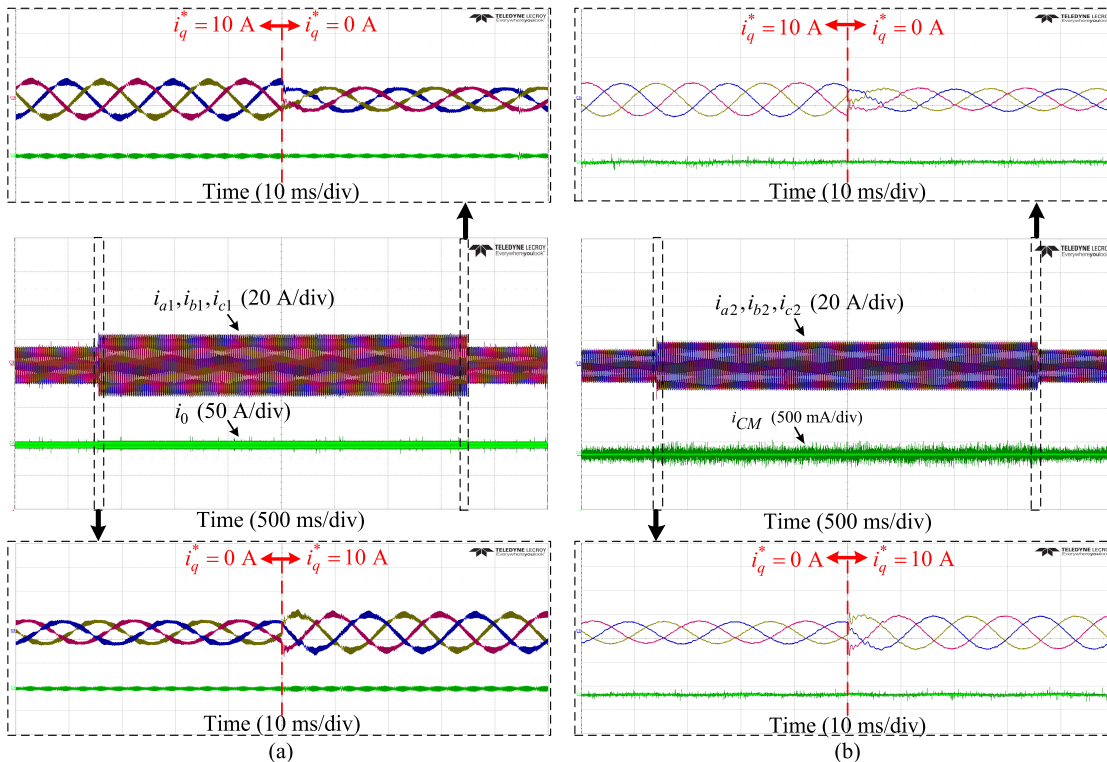 TELEDYNE LECROY
Everywhereyoulook
i*q = 10 A i*q = 0 A
Time (10 ms/div)
TELEDYNE LECROY
Everywhereyoulook
ia1,ib1,ic1 (20 A/div)
i0 (50 A/div)
Time (500 ms/div)
TELEDYNE LECROY
Everywhereyoulook
i*q = 0 A i*q = 10 A
Time (10 ms/div)
(a)
TELEDYNE LECROY
Everywhereyoulook
i*q = 10 A i*q = 0 A
Time (10 ms/div)
TELEDYNE LECROY
Everywhereyoulook
ia2,ib2,ic2 (20 A/div)
iCM (500 mA/div)
Time (500 ms/div)
TELEDYNE LECROY
Everywhereyoulook
i*q = 0 A i*q = 10 A
Time (10 ms/div)
(b)